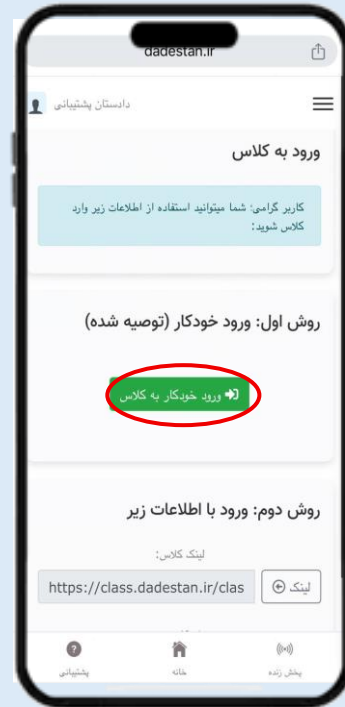 dadestan.ir
دادستان پشتیبانی
ورود به کلاس
کاربر گرامی: شما میتوانید استفاده از اطلاعات زیر وارد
کلاس شوید:
روش اول: ورود خودکار (توصیه شده)
ورود خودکار به کلاس
روش دوم: ورود با اطلاعات زیر
لینک کلاس:
لینک https://class.dadestan.ir/clas
پخش زنده خانه پشتیبانی